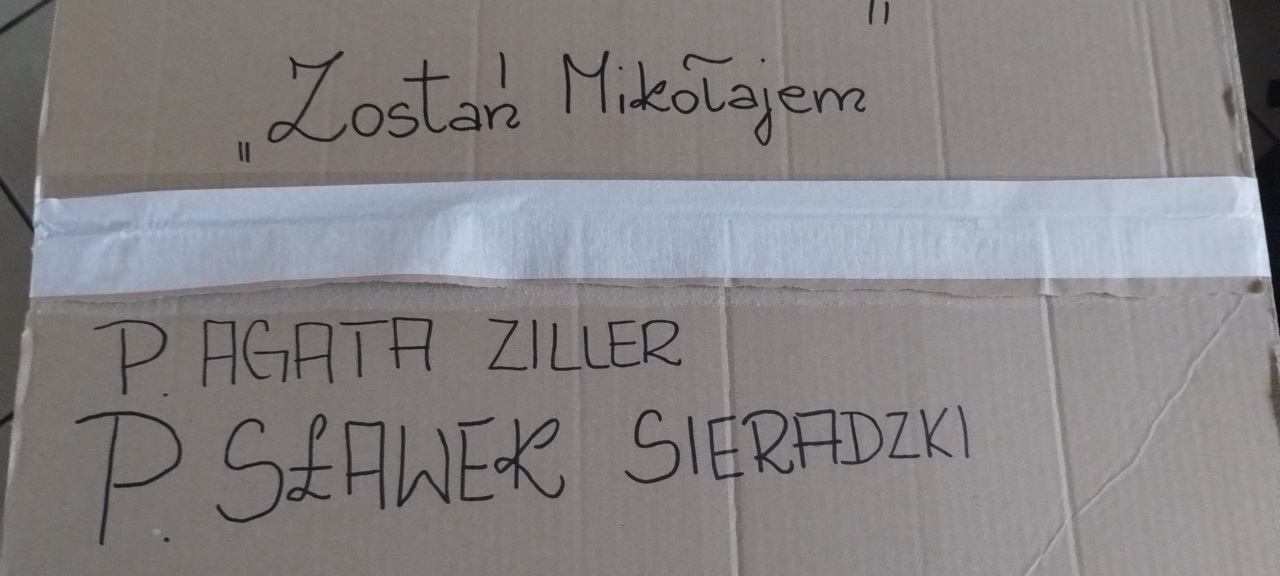 „Zostań Mikołajem"
P. AGATA ZILLER
P. SŁAWEK SIERADZKI